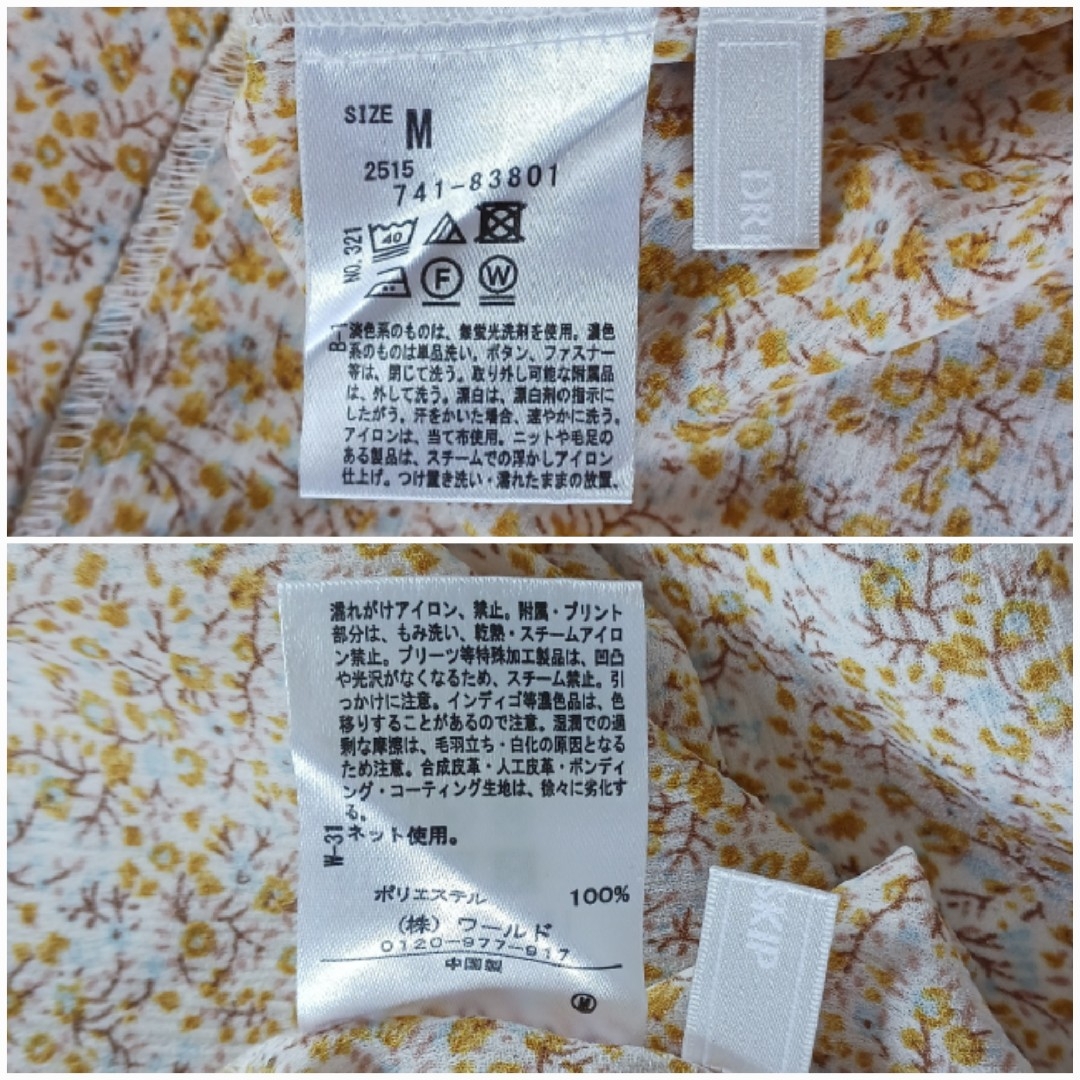 SIZE M
2515
741-83801
NO. 321
40
F W
B-1
淡色系のものは、無蛍光洗剤を使用。濃色
系のものは単品洗い。ボタン、ファスナー
等は、閉じて洗う。取り外し可能な附属品
は、外して洗う。漂白は、漂白剤の指示に
したがう。汗をかいた場合、速やかに洗う。
アイロンは、当て布使用。ニットや毛足の
ある製品は、スチームでの浮かしアイロン
仕上げ。つけ置き洗い・濡れたままの放置、
DR
濡れがけアイロン、禁止。附属・プリント
部分は、もみ洗い、乾熱・スチームアイロ
ン禁止。プリーツ等特殊加工製品は、凹凸
や光沢がなくなるため、スチーム禁止。引
っかけに注意。インディゴ等濃色品は、色
移りすることがあるので注意。湿潤での過
剰な摩擦は、毛羽立ち・白化の原因となる
ため注意。合成皮革・人工皮革・ボンディ
ング・コーティング生地は、徐々に劣化す
る。
W-31
ネット使用。
ポリエステル 100%
(株)ワールド
0120-977-917
中国製
M
KIP